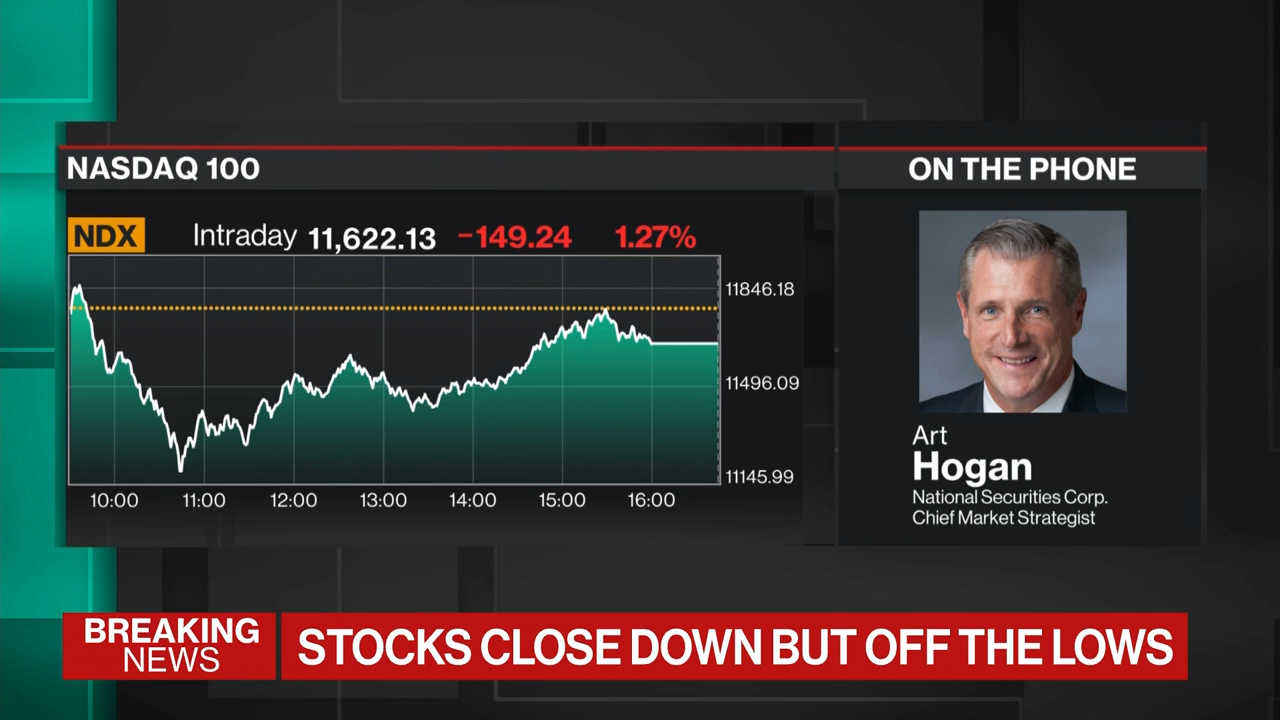 NASDAQ 100
NDX Intraday 11,622.13 -149.24 1.27%
11846.18
11496.09
11145.99
10:00 11:00 12:00 13:00 14:00 15:00 16:00
ON THE PHONE
Art
Hogan
National Securities Corp.
Chief Market Strategist
BREAKING
NEWS
STOCKS CLOSE DOWN BUT OFF THE LOWS